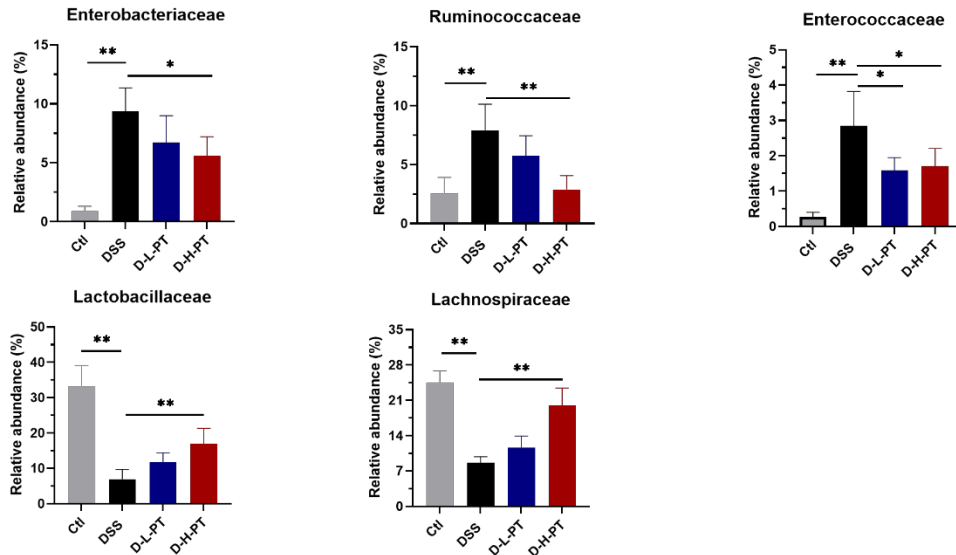 Enterobacteriaceae
Relative abundance (%)
15
10
5
0
**
*
Ctl
DSS
D-L-PT
D-H-PT
Ruminococcaceae
Relative abundance (%)
15
10
5
0
**
**
Ctl
DSS
D-L-PT
D-H-PT
Enterococcaceae
Relative abundance (%)
5
4
3
2
1
0
**
*
*
Ctl
DSS
D-L-PT
D-H-PT
Lactobacillaceae
Relative abundance (%)
50
40
30
20
10
0
**
**
Ctl
DSS
D-L-PT
D-H-PT
Lachnospiraceae
Relative abundance (%)
35
28
21
14
7
0
**
**
Ctl
DSS
D-L-PT
D-H-PT